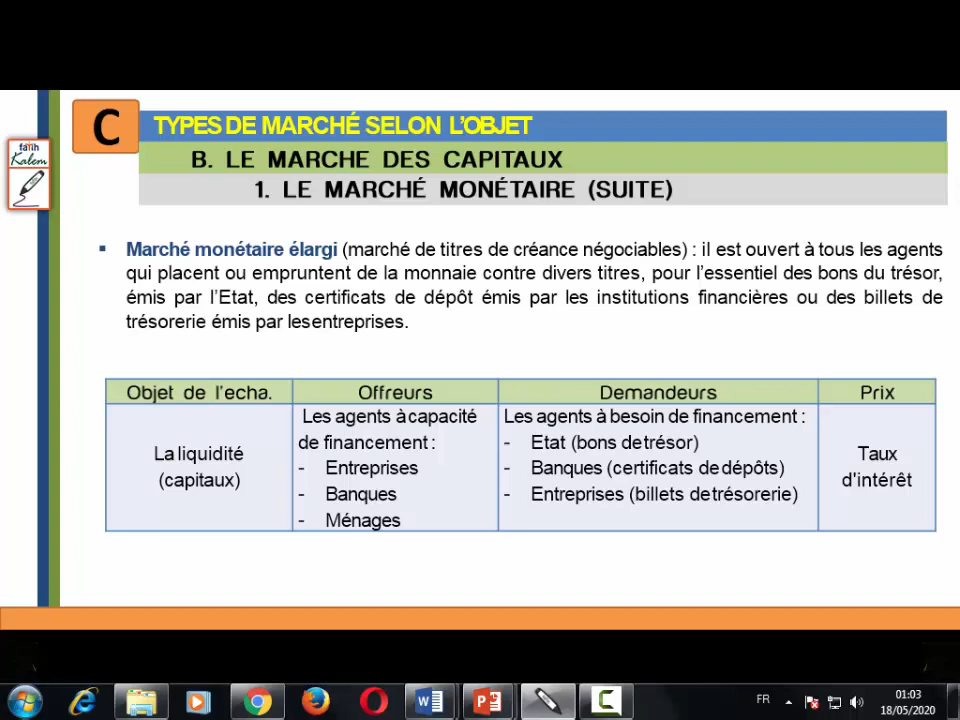 C
TYPES DE MARCHÉ SELON L'OBJET
B. LE MARCHE DES CAPITAUX
1. LE MARCHÉ MONÉTAIRE (SUITE)
fatih
Kalem
▪ Marché monétaire élargi (marché de titres de créance négociables) : il est ouvert à tous les agents
qui placent ou empruntent de la monnaie contre divers titres, pour l'essentiel des bons du trésor,
émis par l'Etat, des certificats de dépôt émis par les institutions financières ou des billets de
trésorerie émis par lesentreprises.
Objet de l'echa. Offreurs Demandeurs Prix
La liquidité
(capitaux)
Les agents à capacité
de financement :
- Entreprises
- Banques
- Ménages
Les agents à besoin de financement :
- Etat (bons de trésor)
- Banques (certificats de dépôts)
- Entreprises (billets de trésorerie)
Taux
d'intérêt
FR
01:03
18/05/2020